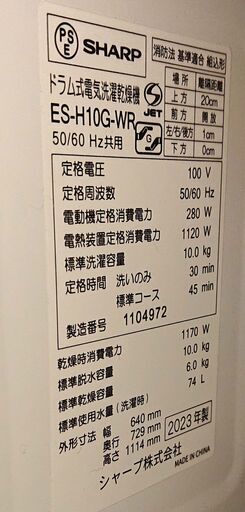 PS
E
SHARP
ドラム式電気洗濯乾燥機
ES-H10G-WR
50/60 Hz共用
JET
S
G
消防法 基準適合 組込形
場所 離隔距離
上方 20cm
前方 開放
左/右/後方 1cm
下方 0cm
定格電圧 100 V
定格周波数 50/60 Hz
電動機定格消費電力 280 W
電熱装置定格消費電力 1120 W
標準洗濯容量 10.0 kg
定格時間 洗いのみ 30 min
標準コース 45 min
製造番号 1104972
乾燥時消費電力 1170 W
標準脱水容量 10.0 kg
標準乾燥容量 6.0 kg
標準使用水量（洗濯時） 74 L
外形寸法 幅 640 mm
奥行 729 mm
高さ 1114 mm
2023年製
シャープ株式会社
MADE IN CHINA